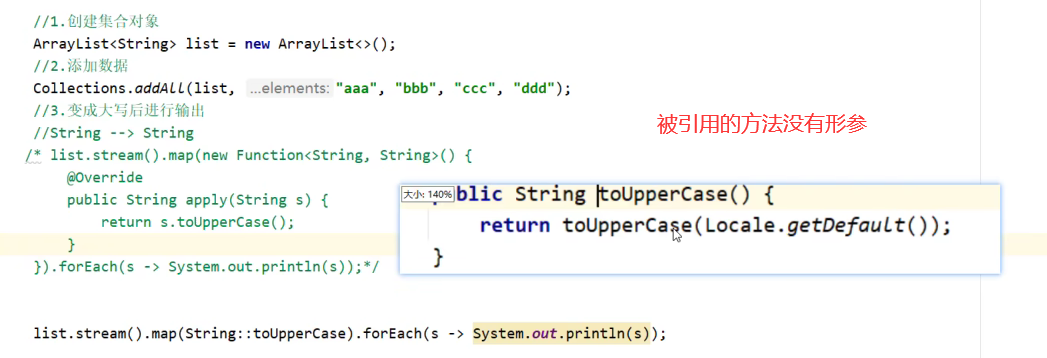 //1.创建集合对象
ArrayList<String> list = new ArrayList<>();
//2.添加数据
Collections.addAll(list, ...elements: "aaa", "bbb", "ccc", "ddd");
//3.变成大写后进行输出
//String --> String
被引用的方法没有形参
/* list.stream().map(new Function<String, String>() {
@Override
public String apply(String s) {
return s.toUpperCase();
}
}).forEach(s -> System.out.println(s));*/
大小: 140%
public String toUpperCase() {
return toUpperCase(Locale.getDefault());
}
list.stream().map(String::toUpperCase).forEach(s -> System.out.println(s));